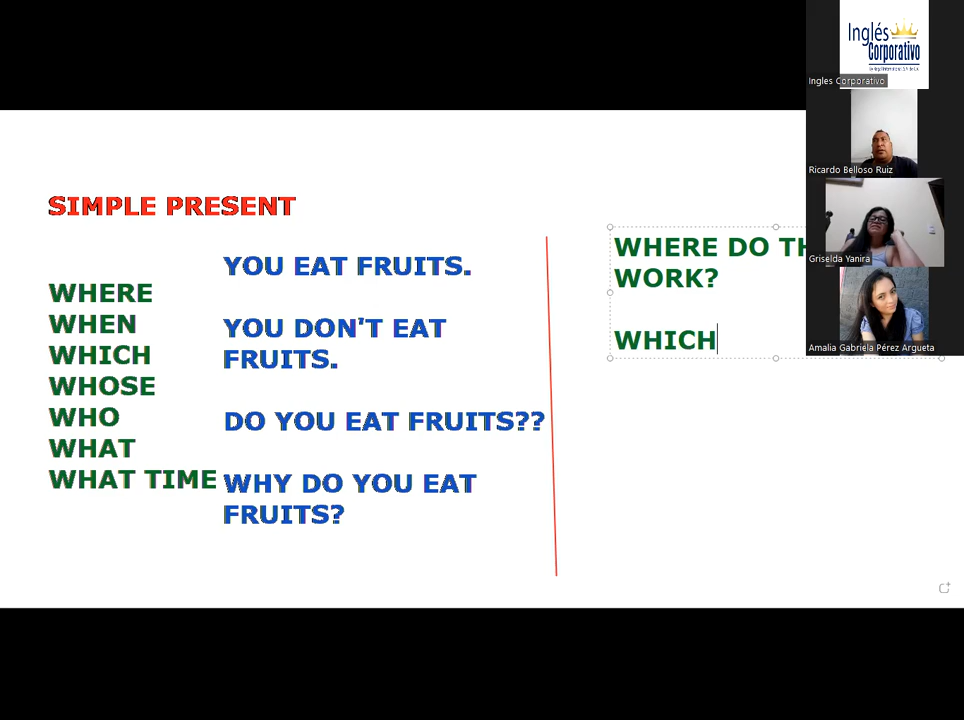 SIMPLE PRESENT
WHERE
WHEN
WHICH
WHOSE
WHO
WHAT
WHAT TIME
YOU EAT FRUITS.
YOU DON'T EAT
FRUITS.
DO YOU EAT FRUITS??
WHY DO YOU EAT
FRUITS?
WHERE DO TH
WORK?
WHICH
Inglés
Corporativo
Ingles Corporativo
Ricardo Belloso Ruiz
Griselda Yanira
Amalia Gabriela Pérez Argueta